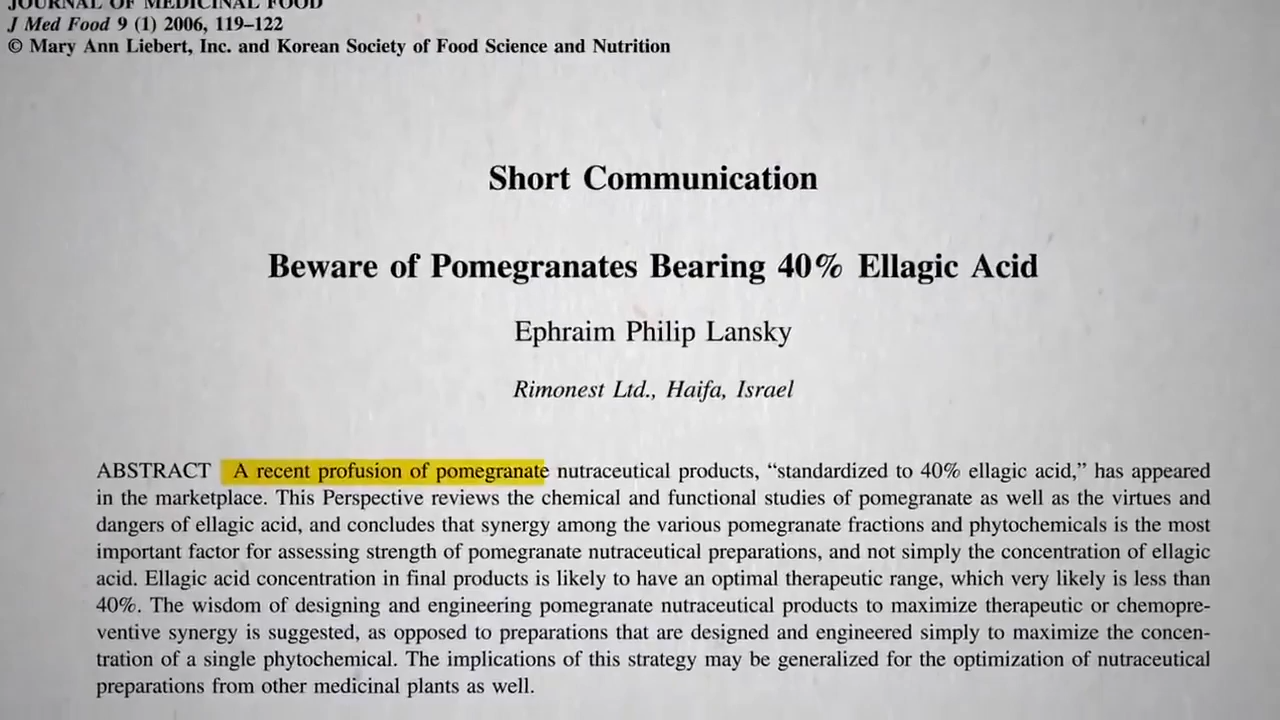 JOURNAL OF MEDICINAL FOOD
J Med Food 9 (1) 2006, 119–122
© Mary Ann Liebert, Inc. and Korean Society of Food Science and Nutrition
Short Communication
Beware of Pomegranates Bearing 40% Ellagic Acid
Ephraim Philip Lansky
Rimonest Ltd., Haifa, Israel
ABSTRACT A recent profusion of pomegranate nutraceutical products, “standardized to 40% ellagic acid,” has appeared
in the marketplace. This Perspective reviews the chemical and functional studies of pomegranate as well as the virtues and
dangers of ellagic acid, and concludes that synergy among the various pomegranate fractions and phytochemicals is the most
important factor for assessing strength of pomegranate nutraceutical preparations, and not simply the concentration of ellagic
acid. Ellagic acid concentration in final products is likely to have an optimal therapeutic range, which very likely is less than
40%. The wisdom of designing and engineering pomegranate nutraceutical products to maximize therapeutic or chemopre-
ventive synergy is suggested, as opposed to preparations that are designed and engineered simply to maximize the concen-
tration of a single phytochemical. The implications of this strategy may be generalized for the optimization of nutraceutical
preparations from other medicinal plants as well.